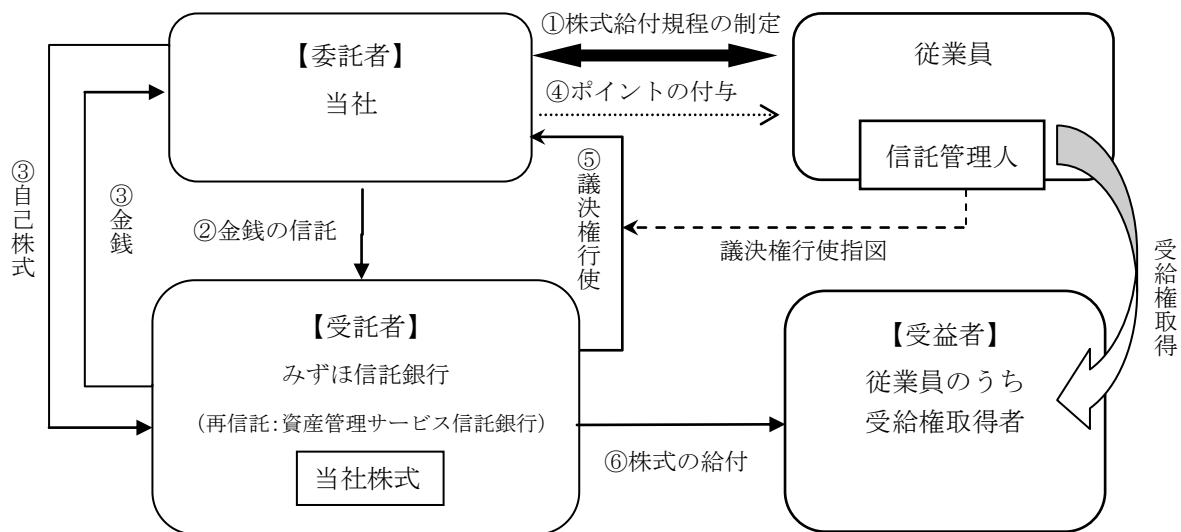 ①株式給付規程の制定
【委託者】
当社
従業員
④ポイントの付与
信託管理人
③自己株式
③金銭
②金銭の信託
⑤議決権行使
議決権行使指図
受給権取得
【受託者】
みずほ信託銀行
(再信託:資産管理サービス信託銀行)
当社株式
【受益者】
従業員のうち
受給権取得者
⑥株式の給付